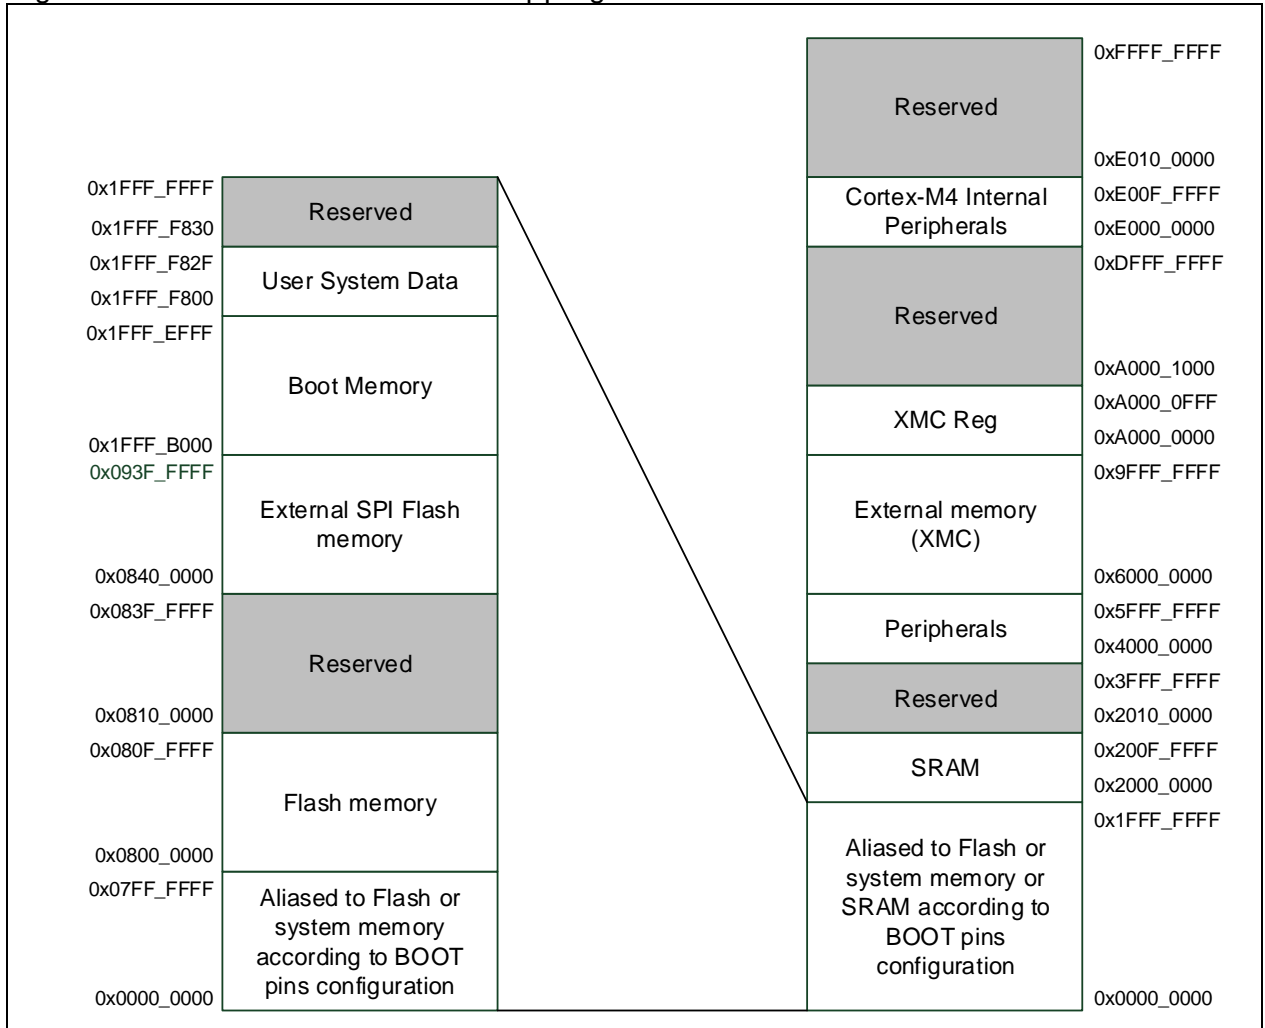 0x1FFF_FFFF
Reserved
0x1FFF_F830
0x1FFF_F82F
User System Data
0x1FFF_F800
0x1FFF_EFFF
Boot Memory
0x1FFF_B000
0x093F_FFFF
External SPI Flash
memory
0x0840_0000
0x083F_FFFF
Reserved
0x0810_0000
0x080F_FFFF
Flash memory
0x0800_0000
0x07FF_FFFF
Aliased to Flash or
system memory
according to BOOT
pins configuration
0x0000_0000
0xFFFF_FFFF
Reserved
0xE010_0000
Cortex-M4 Internal
Peripherals
0xE00F_FFFF
0xE000_0000
0xDFFF_FFFF
Reserved
0xA000_1000
0xA000_0FFF
XMC Reg
0xA000_0000
0x9FFF_FFFF
External memory
(XMC)
0x6000_0000
0x5FFF_FFFF
Peripherals
0x4000_0000
0x3FFF_FFFF
Reserved
0x2010_0000
0x200F_FFFF
SRAM
0x2000_0000
0x1FFF_FFFF
Aliased to Flash or
system memory or
SRAM according to
BOOT pins
configuration
0x0000_0000